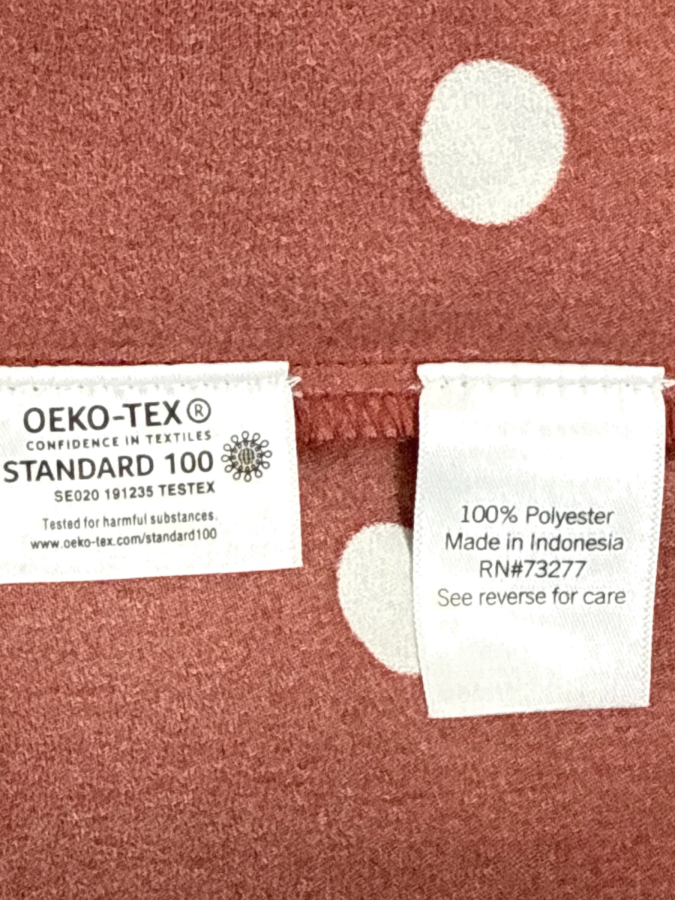 OEKO-TEX®
CONFIDENCE IN TEXTILES
STANDARD 100
SE020 191235 TESTEX
Tested for harmful substances.
www.oeko-tex.com/standard100
100% Polyester
Made in Indonesia
RN#73277
See reverse for care